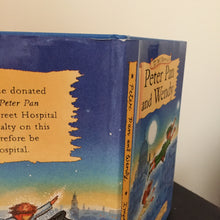 e donated
Peter Pan
reet Hospital
alty on this
refore be
ospital.
Peter Pan and Wendy
Peter Pan
and Wendy